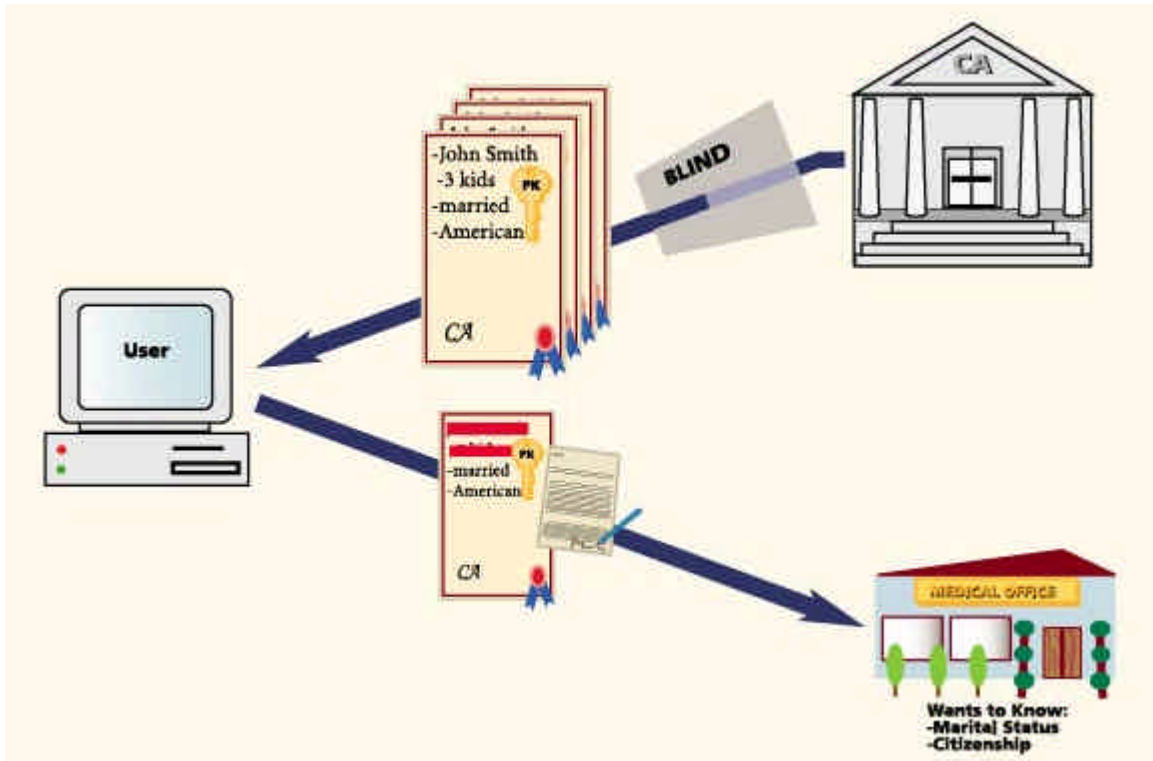 CA
BLIND
-John Smith
-3 kids
PK
-married
-American
CA
User
PK
-married
-American
CA
MEDICAL OFFICE
Wants to Know:
-Marital Status
-Citizenship